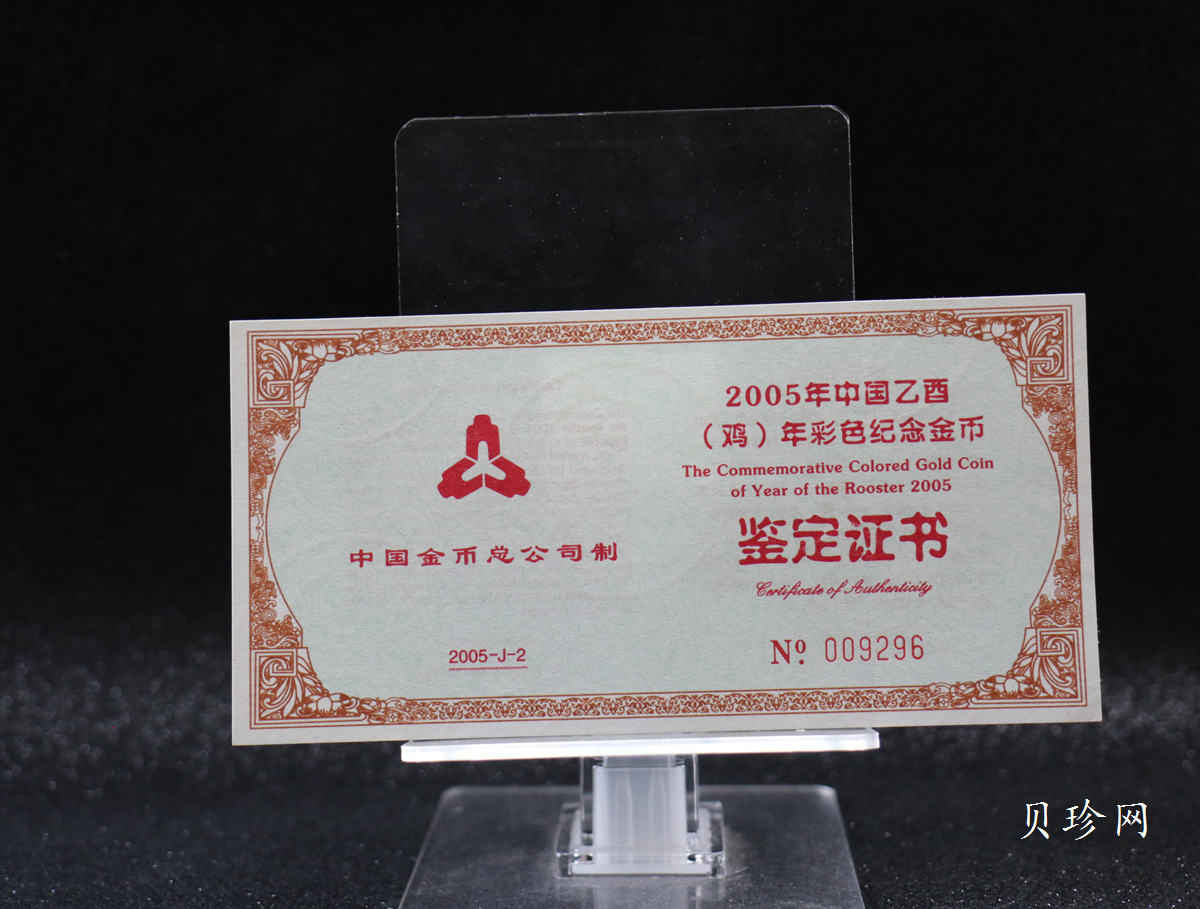 2005年中国乙酉
（鸡）年彩色纪念金币
The Commemorative Colored Gold Coin
of Year of the Rooster 2005
鉴定证书
Certificate of Authenticity
中国金币总公司制
2005-J-2
Nº 009296
贝珍网